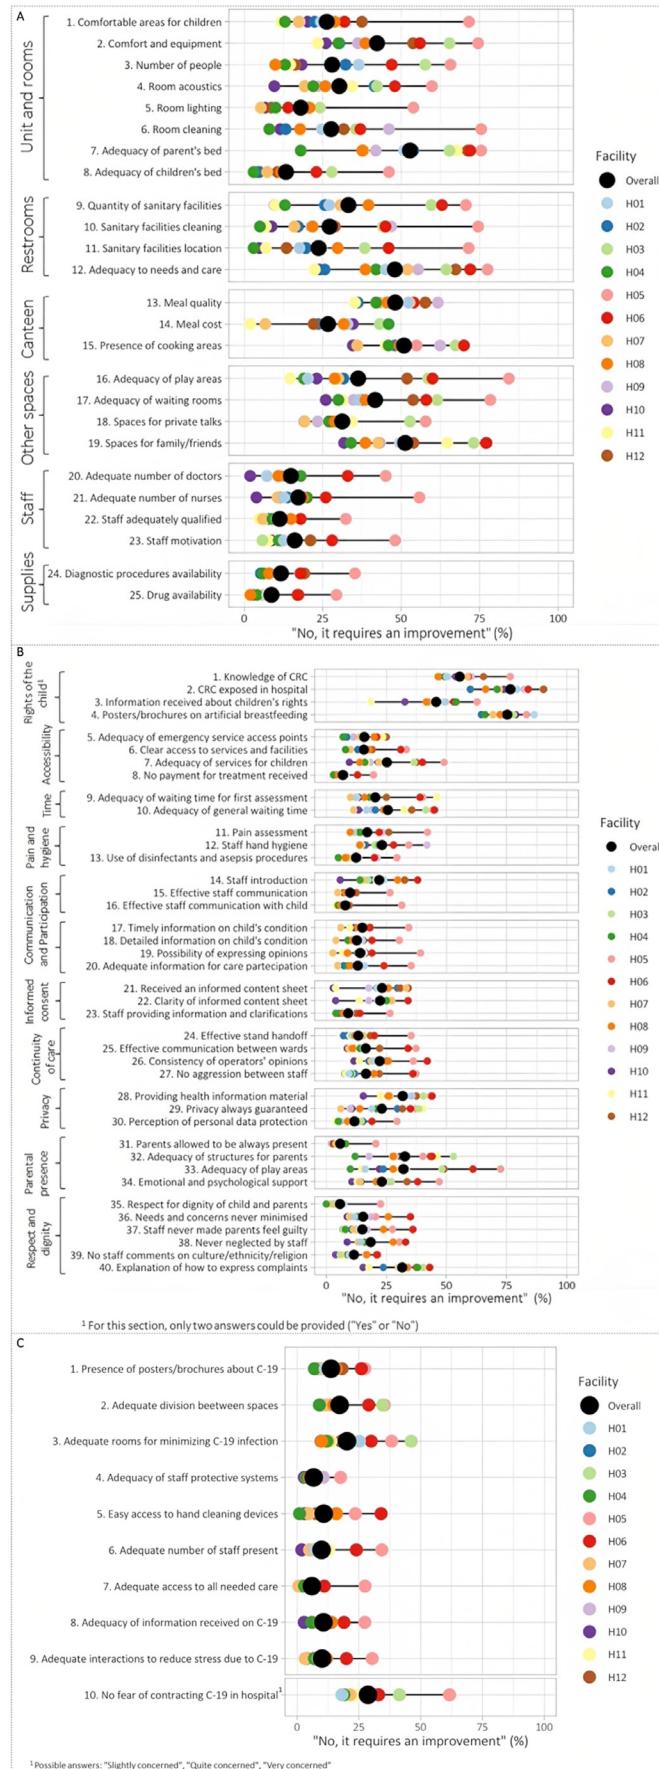 A
Unit and rooms
1. Comfortable areas for children
2. Comfort and equipment
3. Number of people
4. Room acoustics
5. Room lighting
6. Room cleaning
7. Adequacy of parent's bed
8. Adequacy of children's bed
Restrooms
9. Quantity of sanitary facilities
10. Sanitary facilities cleaning
11. Sanitary facilities location
12. Adequacy to needs and care
Canteen
13. Meal quality
14. Meal cost
15. Presence of cooking areas
Other spaces
16. Adequacy of play areas
17. Adequacy of waiting rooms
18. Spaces for private talks
19. Spaces for family/friends
Staff
20. Adequate number of doctors
21. Adequate number of nurses
22. Staff adequately qualified
23. Staff motivation
Supplies
24. Diagnostic procedures availability
25. Drug availability
0 25 50 75 100
"No, it requires an improvement" (%)
Facility
Overall
H01
H02
H03
H04
H05
H06
H07
H08
H09
H10
H11
H12
B
Rights of the
child¹
1. Knowledge of CRC
2. CRC exposed in hospital
3. Information received about children's rights
4. Posters/brochures on artificial breastfeeding
Accessibility
5. Adequacy of emergency service access points
6. Clear access to services and facilities
7. Adequacy of services for children
8. No payment for treatment received
Time
9. Adequacy of waiting time for first assessment
10. Adequacy of general waiting time
Pain and
hygiene
11. Pain assessment
12. Staff hand hygiene
13. Use of disinfectants and asepsis procedures
Communication
and Participation
14. Staff introduction
15. Effective staff communication
16. Effective staff communication with child
17. Timely information on child's condition
18. Detailed information on child's condition
19. Possibility of expressing opinions
20. Adequate information for care partecipation
Informed
consent
21. Received an informed content sheet
22. Clarity of informed content sheet
23. Staff providing information and clarifications
Continuity
of care
24. Effective stand handoff
25. Effective communication between wards
26. Consistency of operators' opinions
27. No aggression between staff
Privacy
28. Providing health information material
29. Privacy always guaranteed
30. Perception of personal data protection
Parental
presence
31. Parents allowed to be always present
32. Adequacy of structures for parents
33. Adequacy of play areas
34. Emotional and psychological support
Respect and
dignity
35. Respect for dignity of child and parents
36. Needs and concerns never minimised
37. Staff never made parents feel guilty
38. Never neglected by staff
39. No staff comments on culture/ethnicity/religion
40. Explanation of how to express complaints
0 25 50 75 100
"No, it requires an improvement" (%)
¹ For this section, only two answers could be provided ("Yes" or "No")
Facility
Overall
H01
H02
H03
H04
H05
H06
H07
H08
H09
H10
H11
H12
C
1. Presence of posters/brochures about C-19
2. Adequate division beetween spaces
3. Adequate rooms for minimizing C-19 infection
4. Adequacy of staff protective systems
5. Easy access to hand cleaning devices
6. Adequate number of staff present
7. Adequate access to all needed care
8. Adequacy of information received on C-19
9. Adequate interactions to reduce stress due to C-19
10. No fear of contracting C-19 in hospital¹
0 25 50 75 100
"No, it requires an improvement" (%)
Facility
Overall
H01
H02
H03
H04
H05
H06
H07
H08
H09
H10
H11
H12
¹ Possible answers: "Slightly concerned", "Quite concerned", "Very concerned"